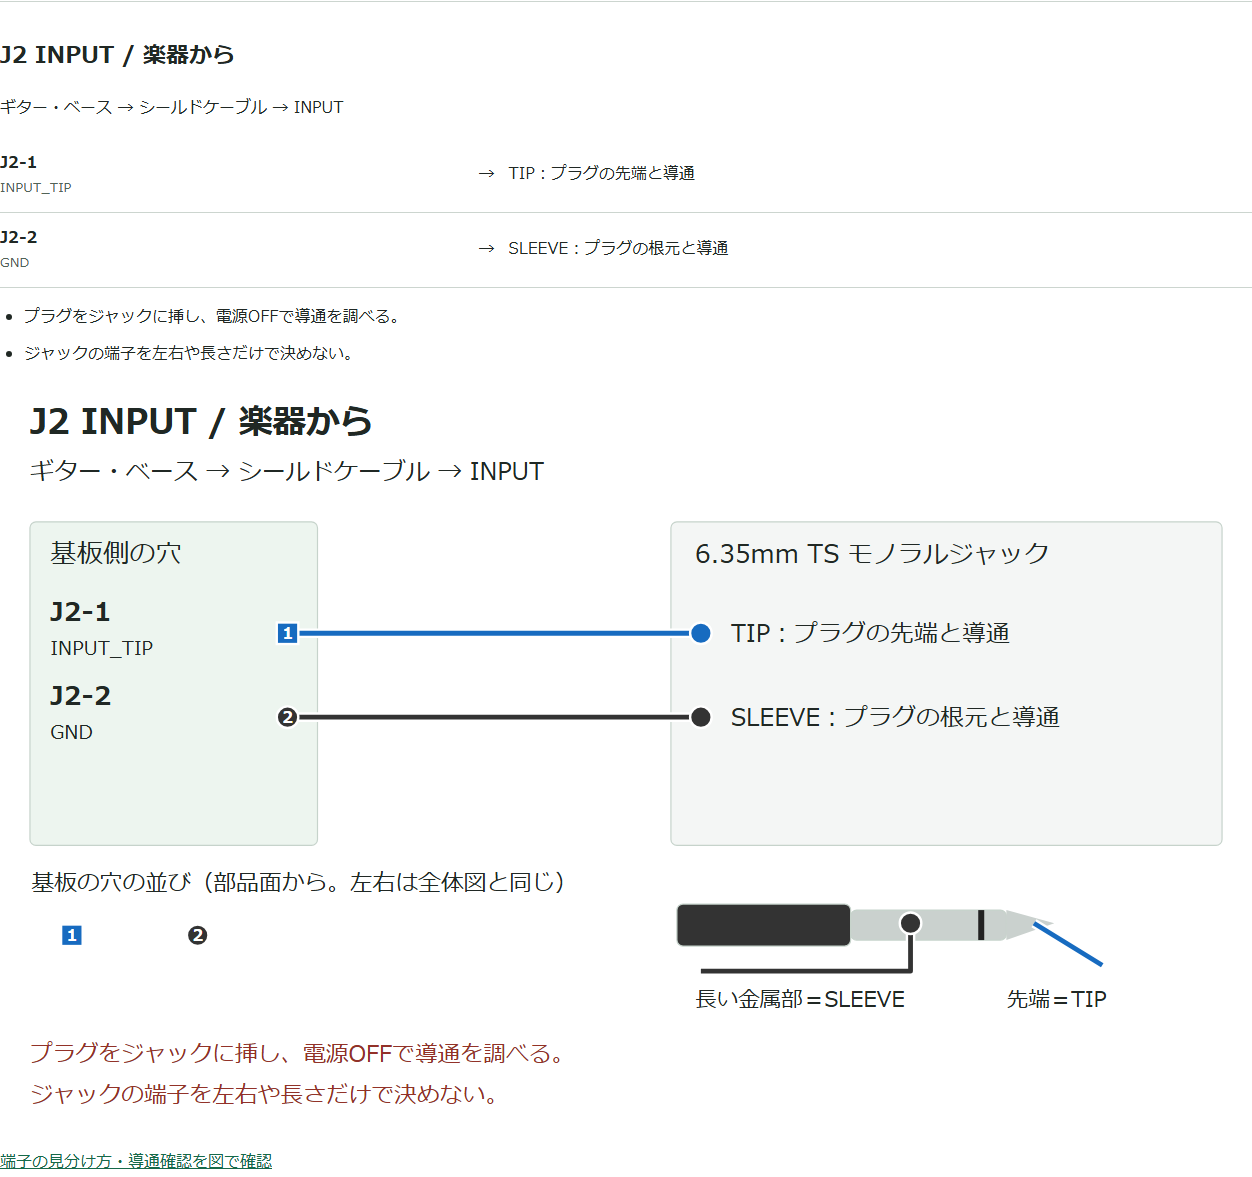 J2 INPUT / 楽器から
ギター・ベース → シールドケーブル → INPUT
J2-1
INPUT_TIP
→ TIP：プラグの先端と導通
J2-2
GND
→ SLEEVE：プラグの根元と導通
• プラグをジャックに挿し、電源OFFで導通を調べる。
• ジャックの端子を左右や長さだけで決めない。
J2 INPUT / 楽器から
ギター・ベース → シールドケーブル → INPUT
基板側の穴
6.35mm TS モノラルジャック
J2-1
INPUT_TIP
1
TIP：プラグの先端と導通
J2-2
GND
2
SLEEVE：プラグの根元と導通
基板の穴の並び（部品面から。左右は全体図と同じ）
1
2
長い金属部＝SLEEVE
先端＝TIP
プラグをジャックに挿し、電源OFFで導通を調べる。
ジャックの端子を左右や長さだけで決めない。
端子の見分け方・導通確認を図で確認